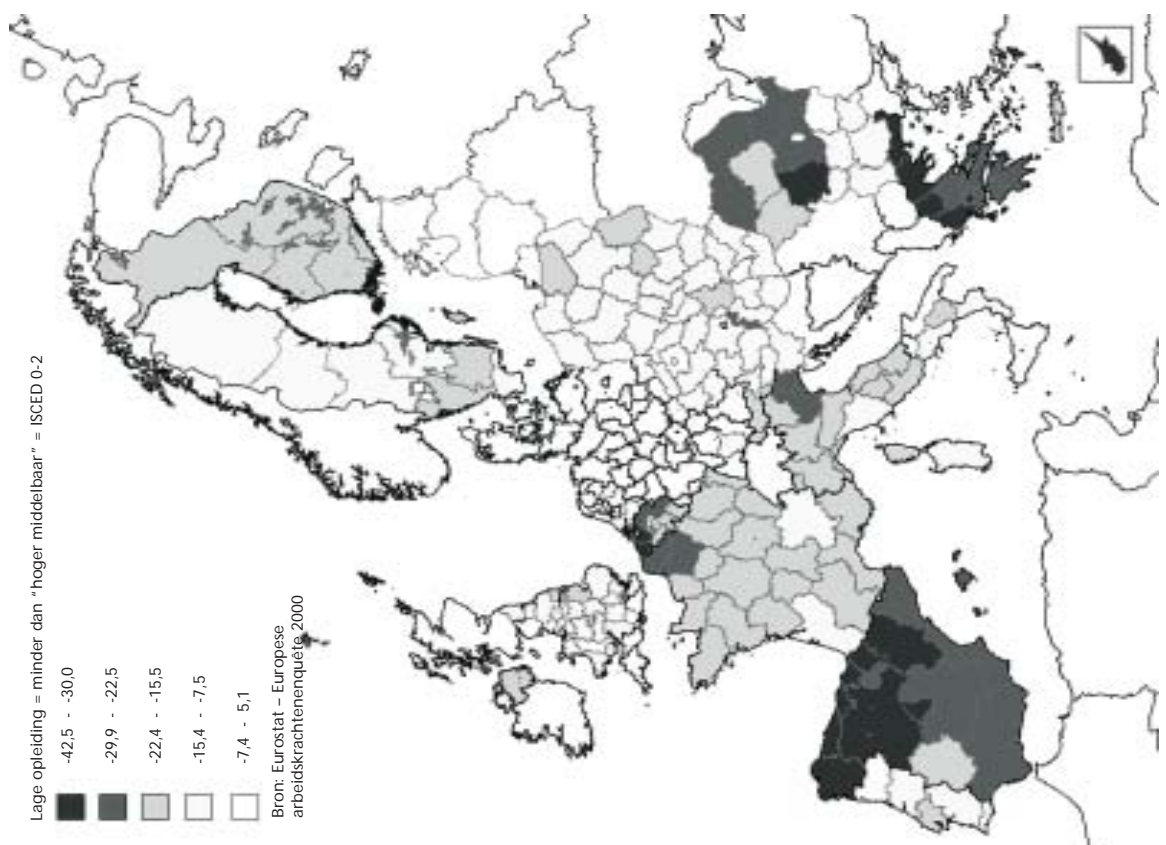 Lage opleiding = minder dan "hoger middelbaar" = ISCED 0-2
-42,5 - -30,0
-29,9 - -22,5
-22,4 - -15,5
-15,4 - -7,5
-7,4 - 5,1
Bron: Eurostat – Europese
arbeidskrachtenenquête 2000